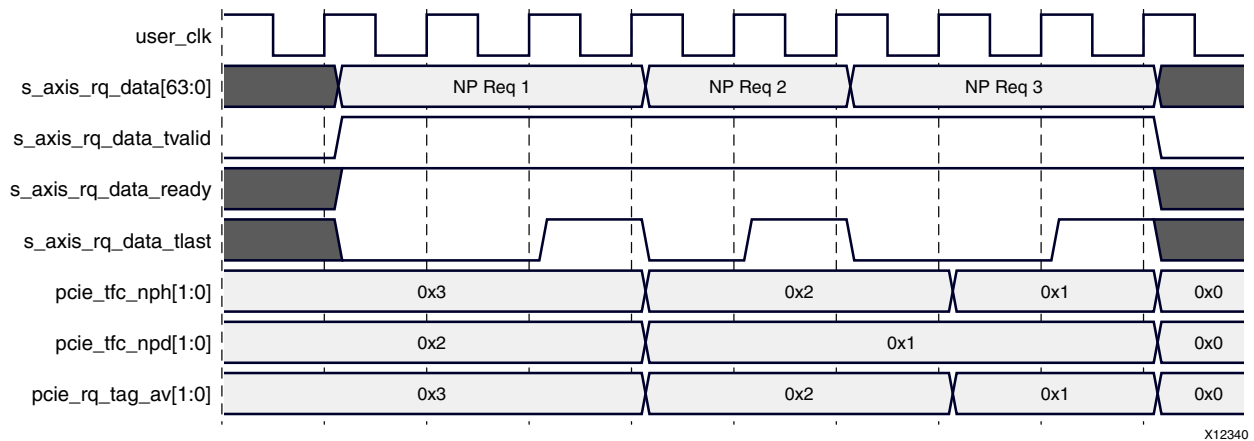 user_clk
s_axis_rq_data[63:0] NP Req 1 NP Req 2 NP Req 3
s_axis_rq_data_tvalid
s_axis_rq_data_ready
s_axis_rq_data_tlast
pcie_tfc_nph[1:0] 0x3 0x2 0x1 0x0
pcie_tfc_npd[1:0] 0x2 0x1 0x0
pcie_rq_tag_av[1:0] 0x3 0x2 0x1 0x0
X12340